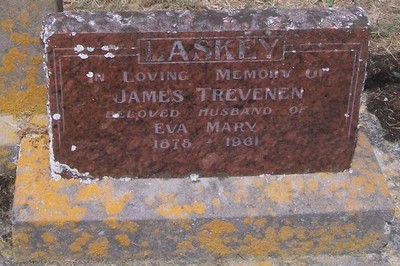 LASKEY
IN LOVING MEMORY OF
JAMES TREVENEN
BELOVED HUSBAND OF
EVA MARY
1878 - 1961